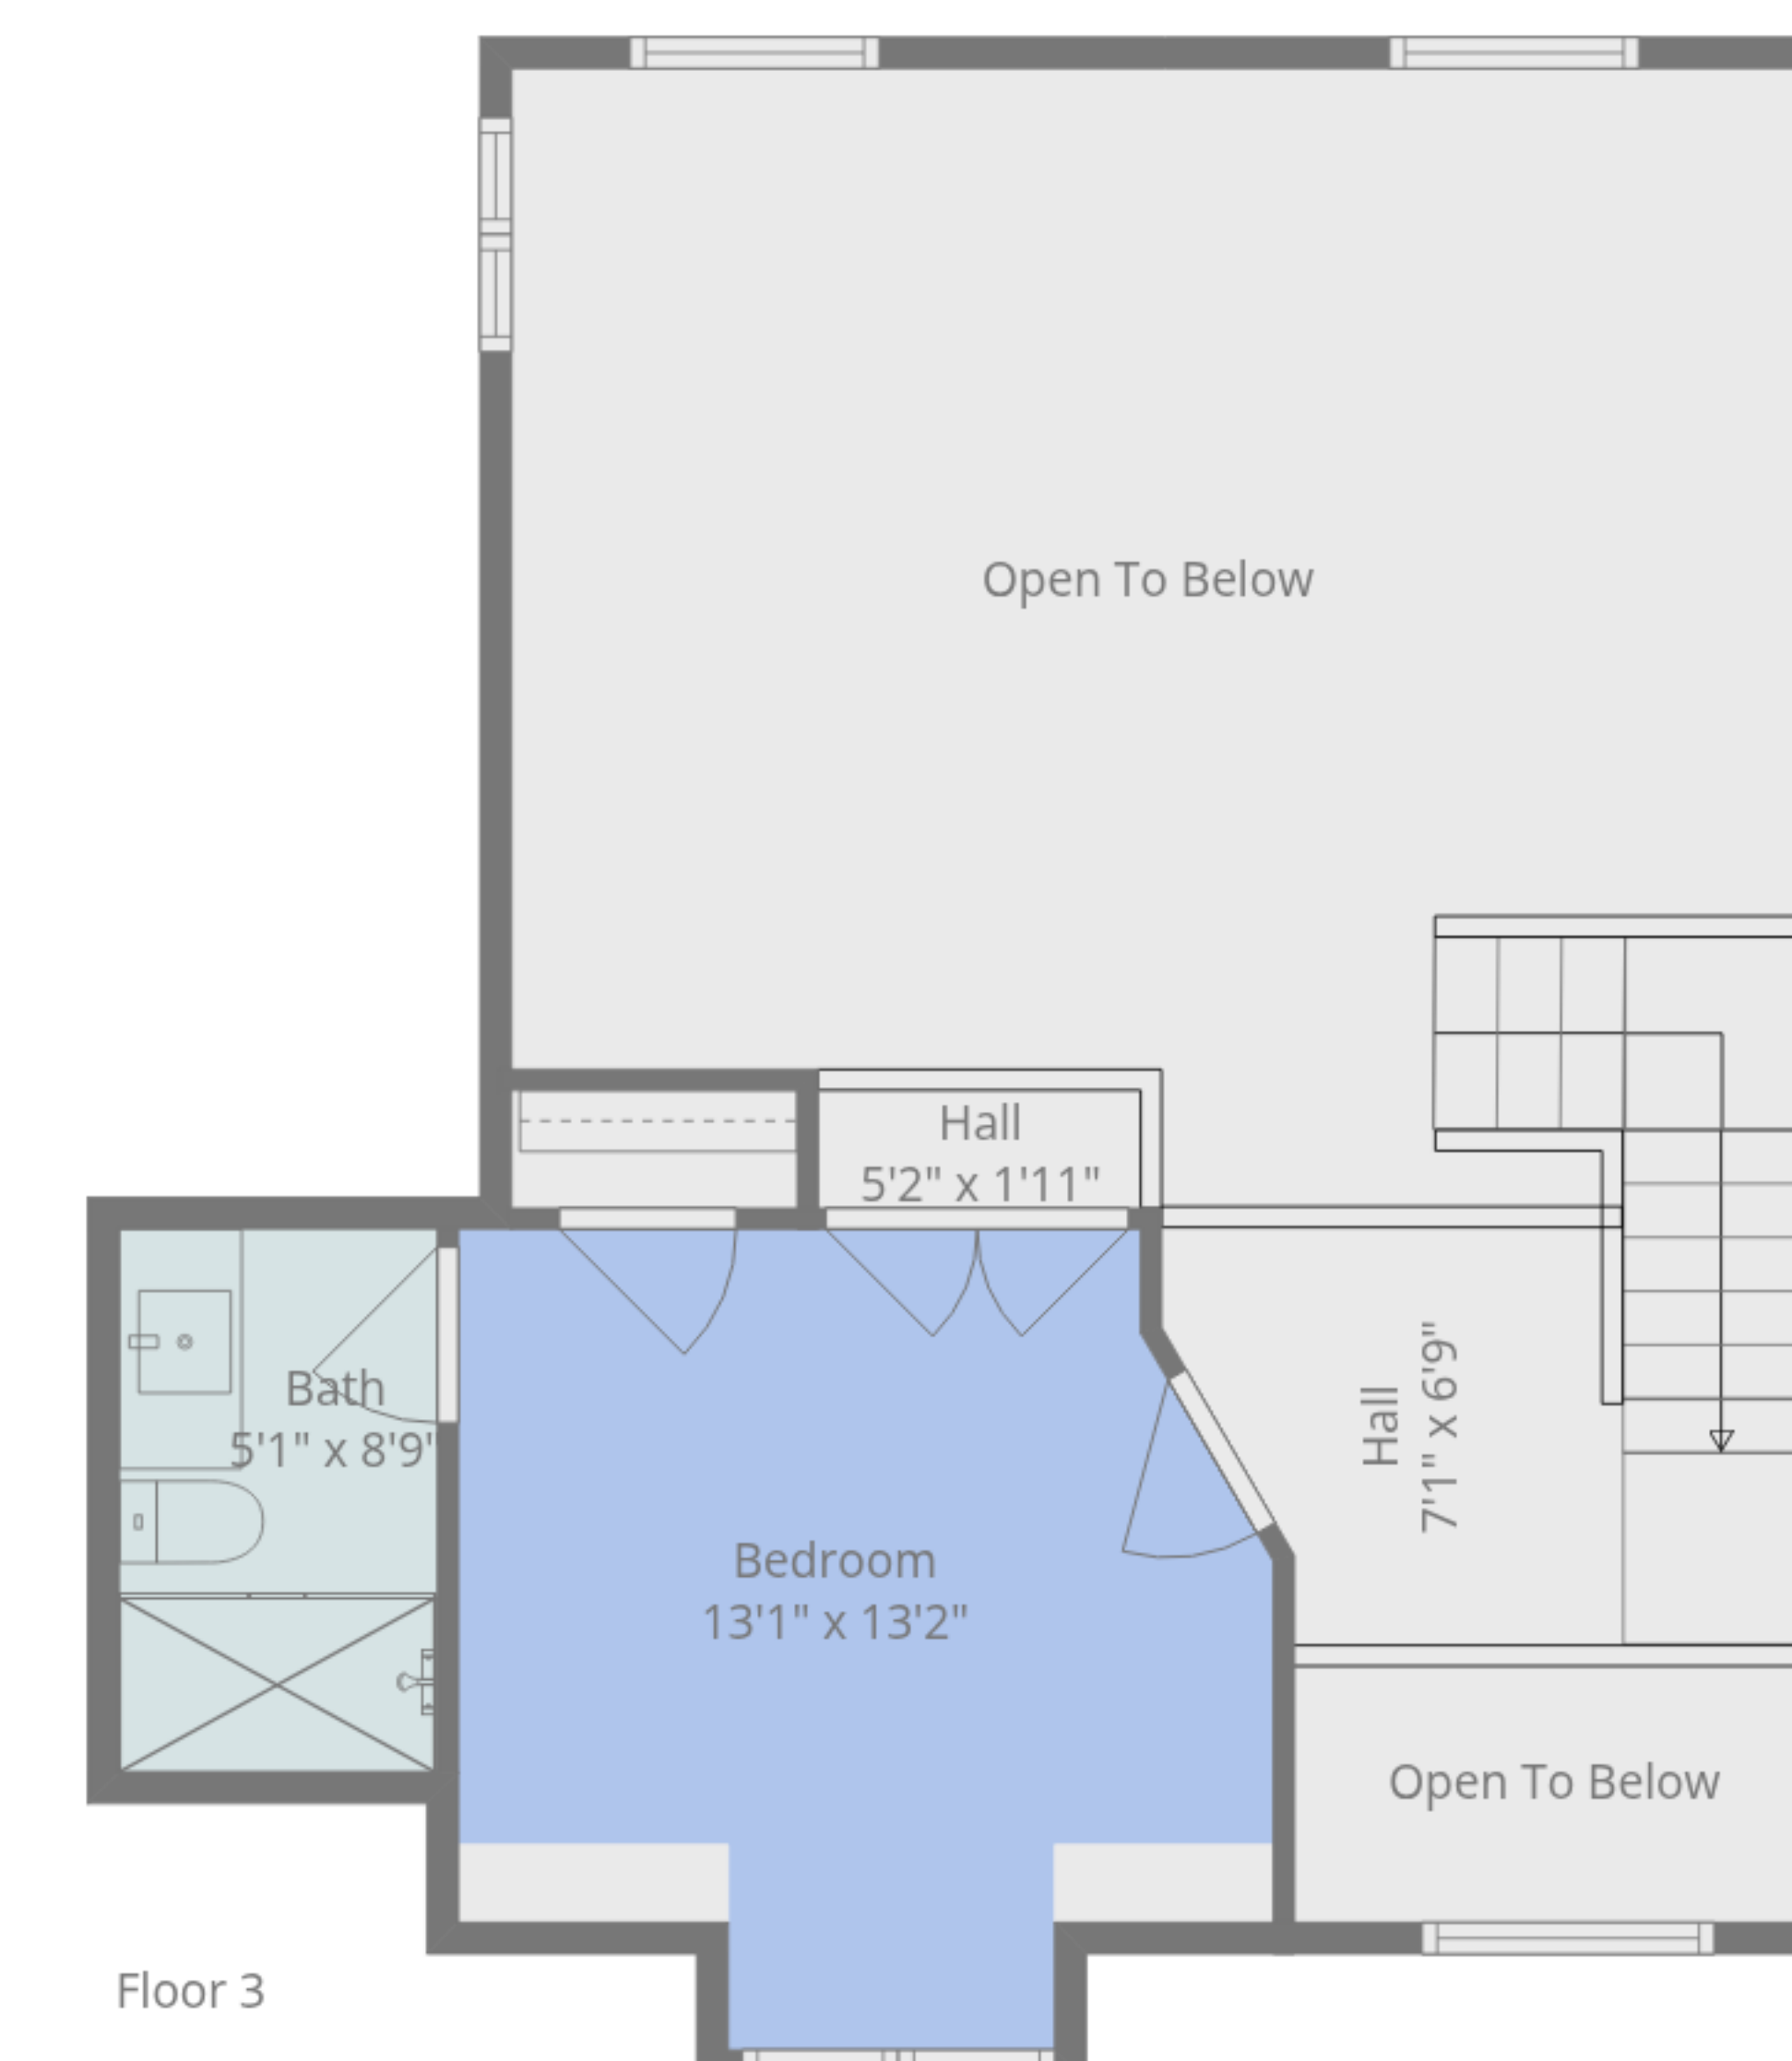 Open To Below
Hall
5'2" x 1'11"
Bath
5'1" x 8'9"
Hall
7'1" x 6'9"
Bedroom
13'1" x 13'2"
Open To Below
Floor 3